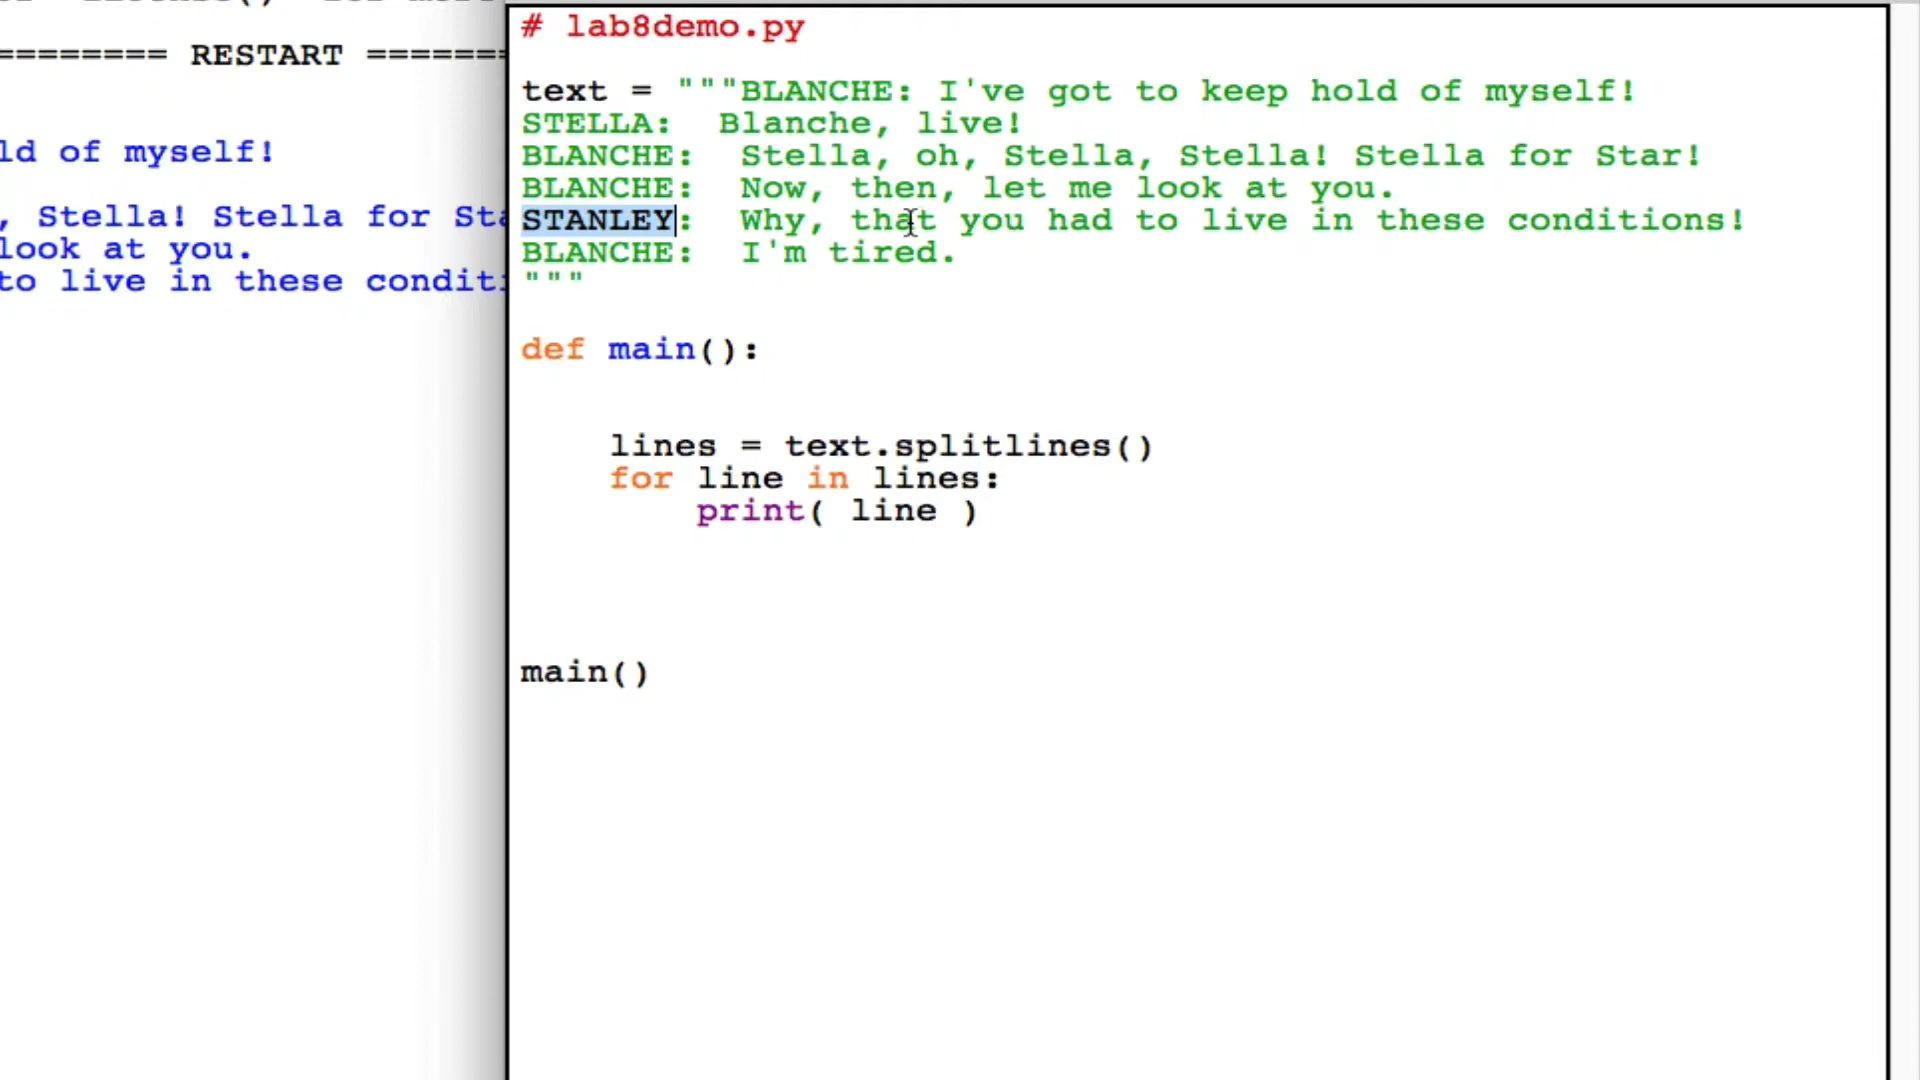 ======== RESTART =======
ld of myself!
, Stella! Stella for
look at you.
to live in these
# lab8demo.py
text = """BLANCHE: I've got to keep hold of myself!
STELLA:  Blanche, live!
BLANCHE:  Stella, oh, Stella, Stella! Stella for Star!
BLANCHE:  Now, then, let me look at you.
STANLEY:  Why, that you had to live in these conditions!
BLANCHE:  I'm tired.
"""
def main():
lines = text.splitlines()
for line in lines:
print( line )
main()